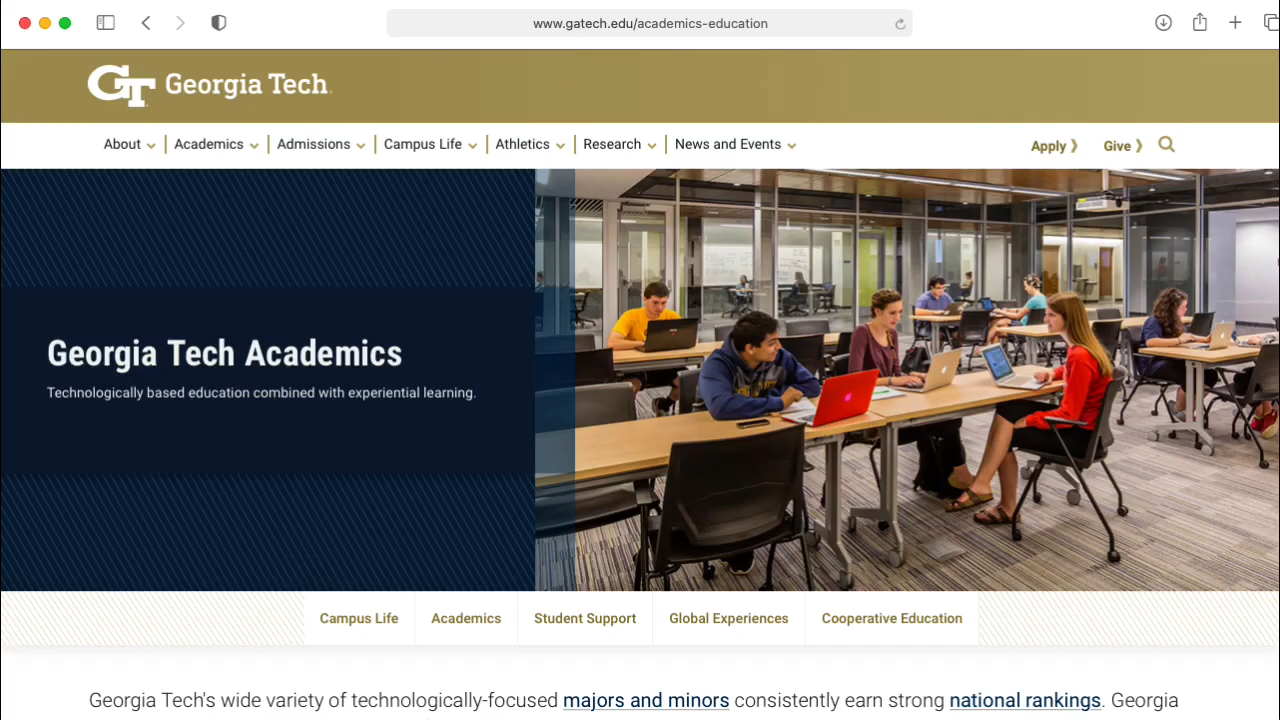 www.gatech.edu/academics-education
GT Georgia Tech
About Academics Admissions Campus Life Athletics Research News and Events Apply Give
Georgia Tech Academics
Technologically based education combined with experiential learning.
Campus Life Academics Student Support Global Experiences Cooperative Education
Georgia Tech's wide variety of technologically-focused majors and minors consistently earn strong national rankings. Georgia